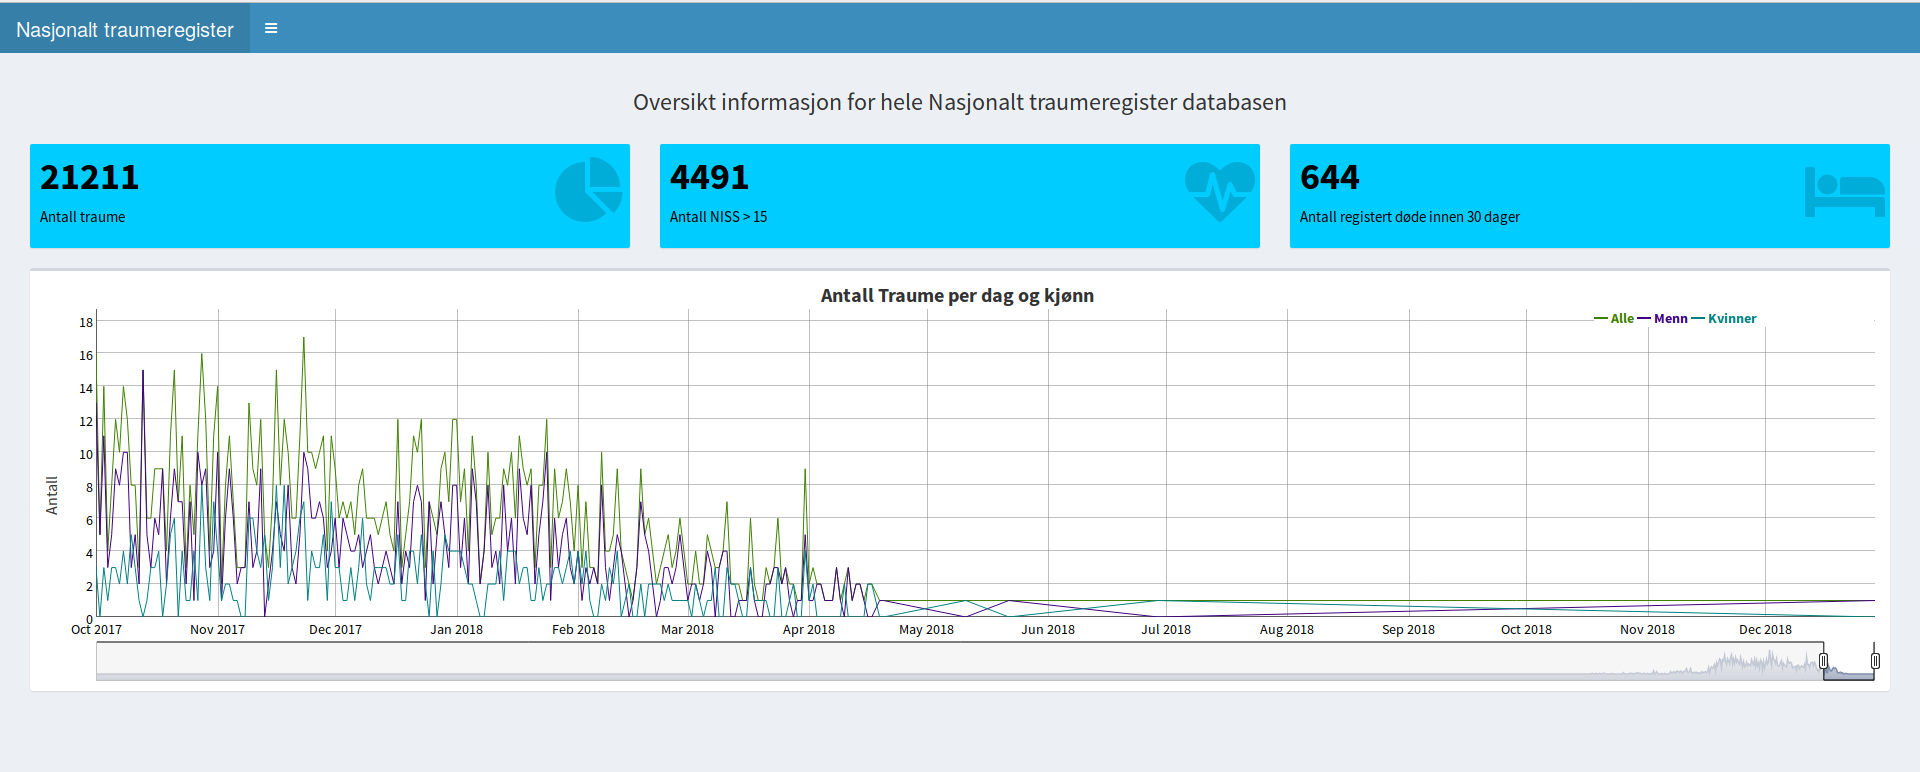 Nasjonalt traumeregister
Oversikt informasjon for hele Nasjonalt traumeregister databasen
21211
Antall traume
4491
Antall NISS > 15
644
Antall registert døde innen 30 dager
Antall Traume per dag og kjønn
Alle Menn Kvinner
Antall
18
16
14
12
10
8
6
4
2
0
Oct 2017 Nov 2017 Dec 2017 Jan 2018 Feb 2018 Mar 2018 Apr 2018 May 2018 Jun 2018 Jul 2018 Aug 2018 Sep 2018 Oct 2018 Nov 2018 Dec 2018